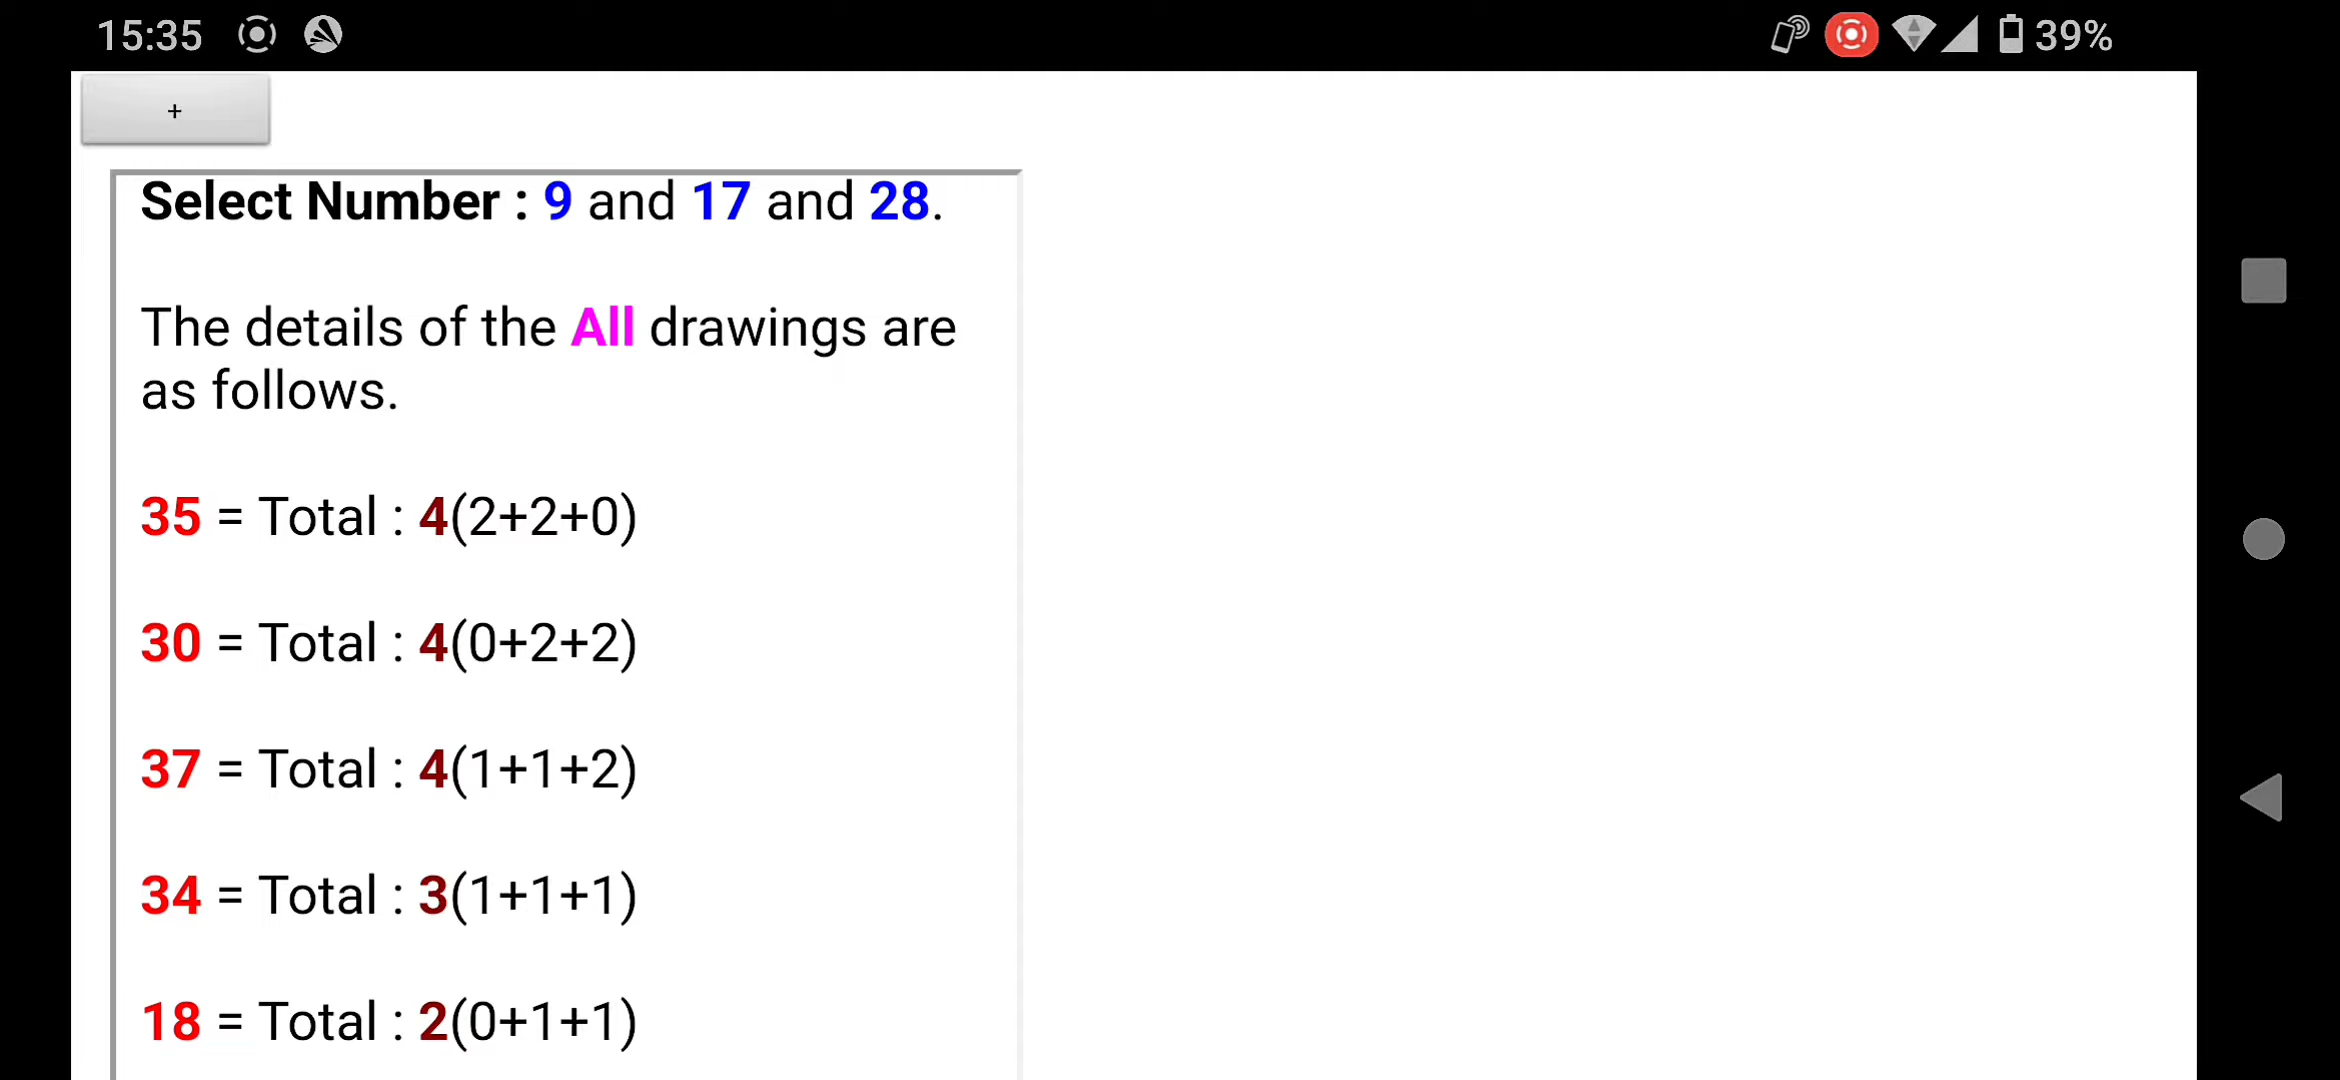 15:35
39%
+
Select Number : 9 and 17 and 28.
The details of the All drawings are
as follows.
35 = Total : 4(2+2+0)
30 = Total : 4(0+2+2)
37 = Total : 4(1+1+2)
34 = Total : 3(1+1+1)
18 = Total : 2(0+1+1)